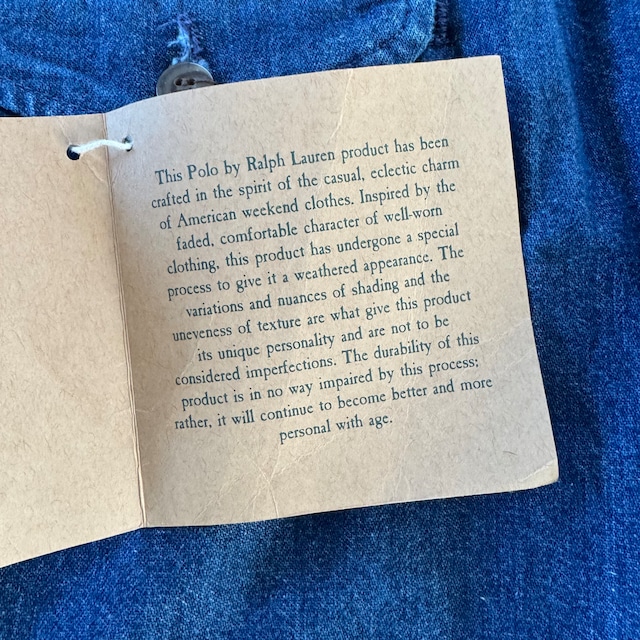 This Polo by Ralph Lauren product has been
crafted in the spirit of the casual, eclectic charm
of American weekend clothes. Inspired by the
faded, comfortable character of well-worn
clothing, this product has undergone a special
process to give it a weathered appearance. The
variations and nuances of shading and the
uneveness of texture are what give this product
its unique personality and are not to be
considered imperfections. The durability of this
product is in no way impaired by this process;
rather, it will continue to become better and more
personal with age.